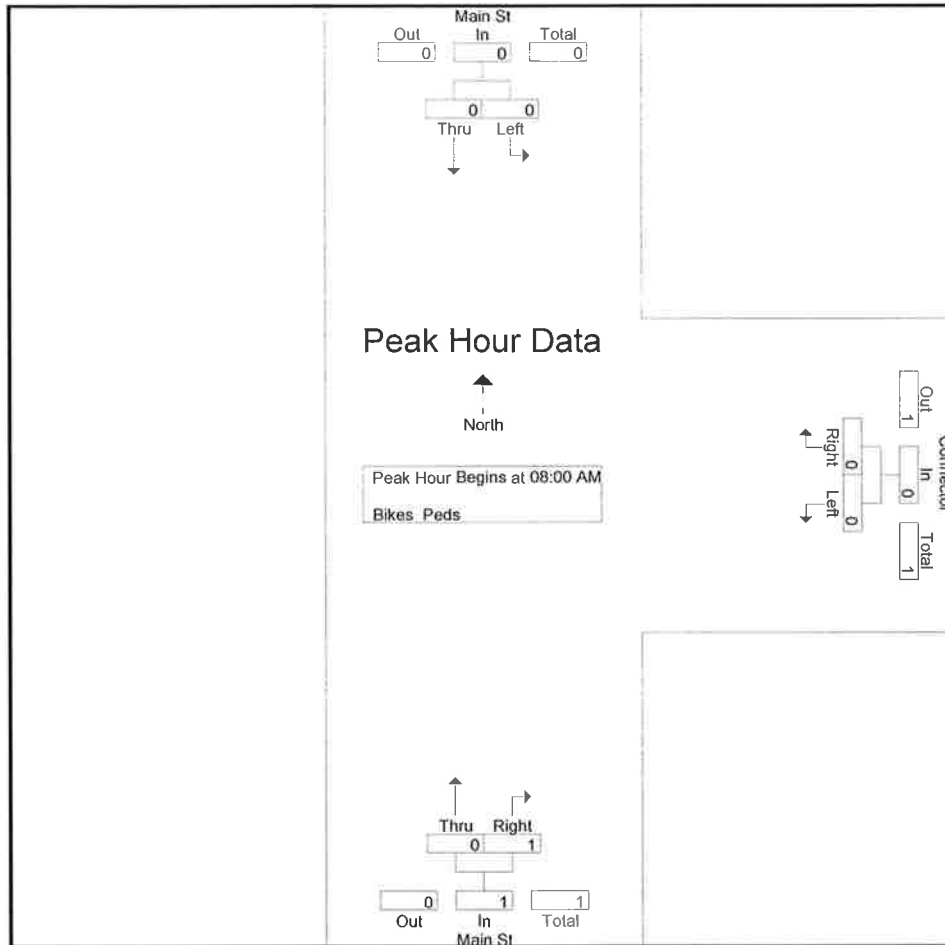 Main St
Out In Total
0 0 0
0 0
Thru Left
Peak Hour Data
North
Peak Hour Begins at 08:00 AM
Bikes Peds
Out
1
Right
0
In
0
Connector
Left
0
Total
1
Thru Right
0 1
0 1 1
Out In Total
Main St